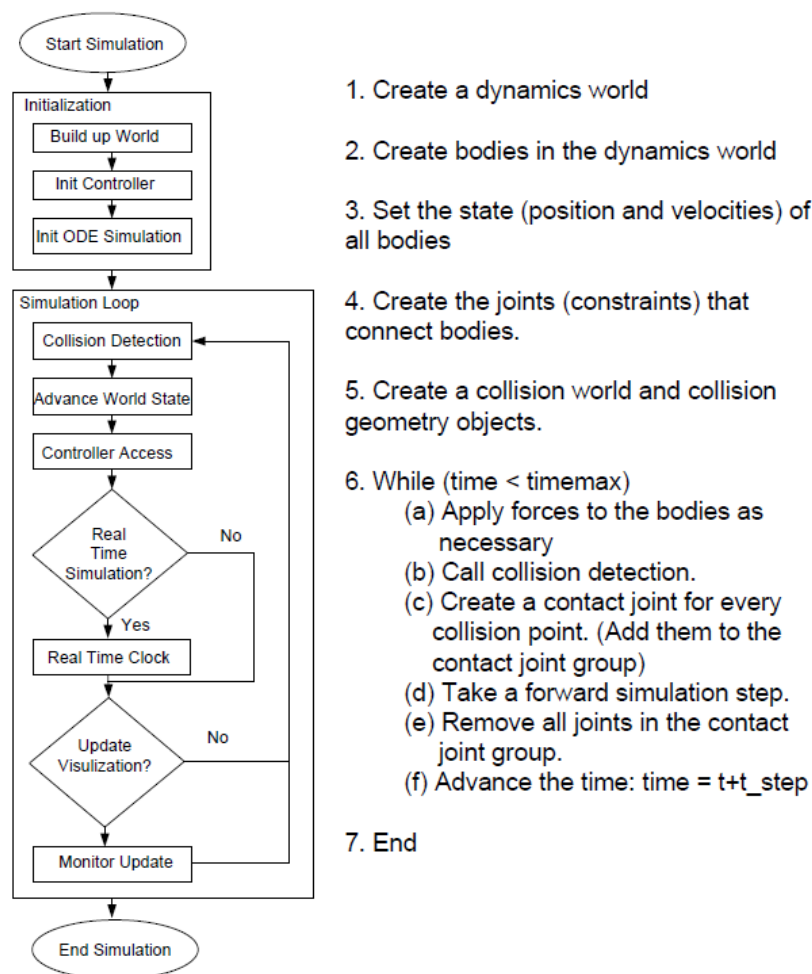 Start Simulation
Initialization
Build up World
Init Controller
Init ODE Simulation
Simulation Loop
Collision Detection
Advance World State
Controller Access
Real
Time
Simulation?
No
Yes
Real Time Clock
Update
Visulization?
No
Monitor Update
End Simulation
1. Create a dynamics world
2. Create bodies in the dynamics world
3. Set the state (position and velocities) of
all bodies
4. Create the joints (constraints) that
connect bodies.
5. Create a collision world and collision
geometry objects.
6. While (time < timemax)
(a) Apply forces to the bodies as
necessary
(b) Call collision detection.
(c) Create a contact joint for every
collision point. (Add them to the
contact joint group)
(d) Take a forward simulation step.
(e) Remove all joints in the contact
joint group.
(f) Advance the time: time = t+t_step
7. End